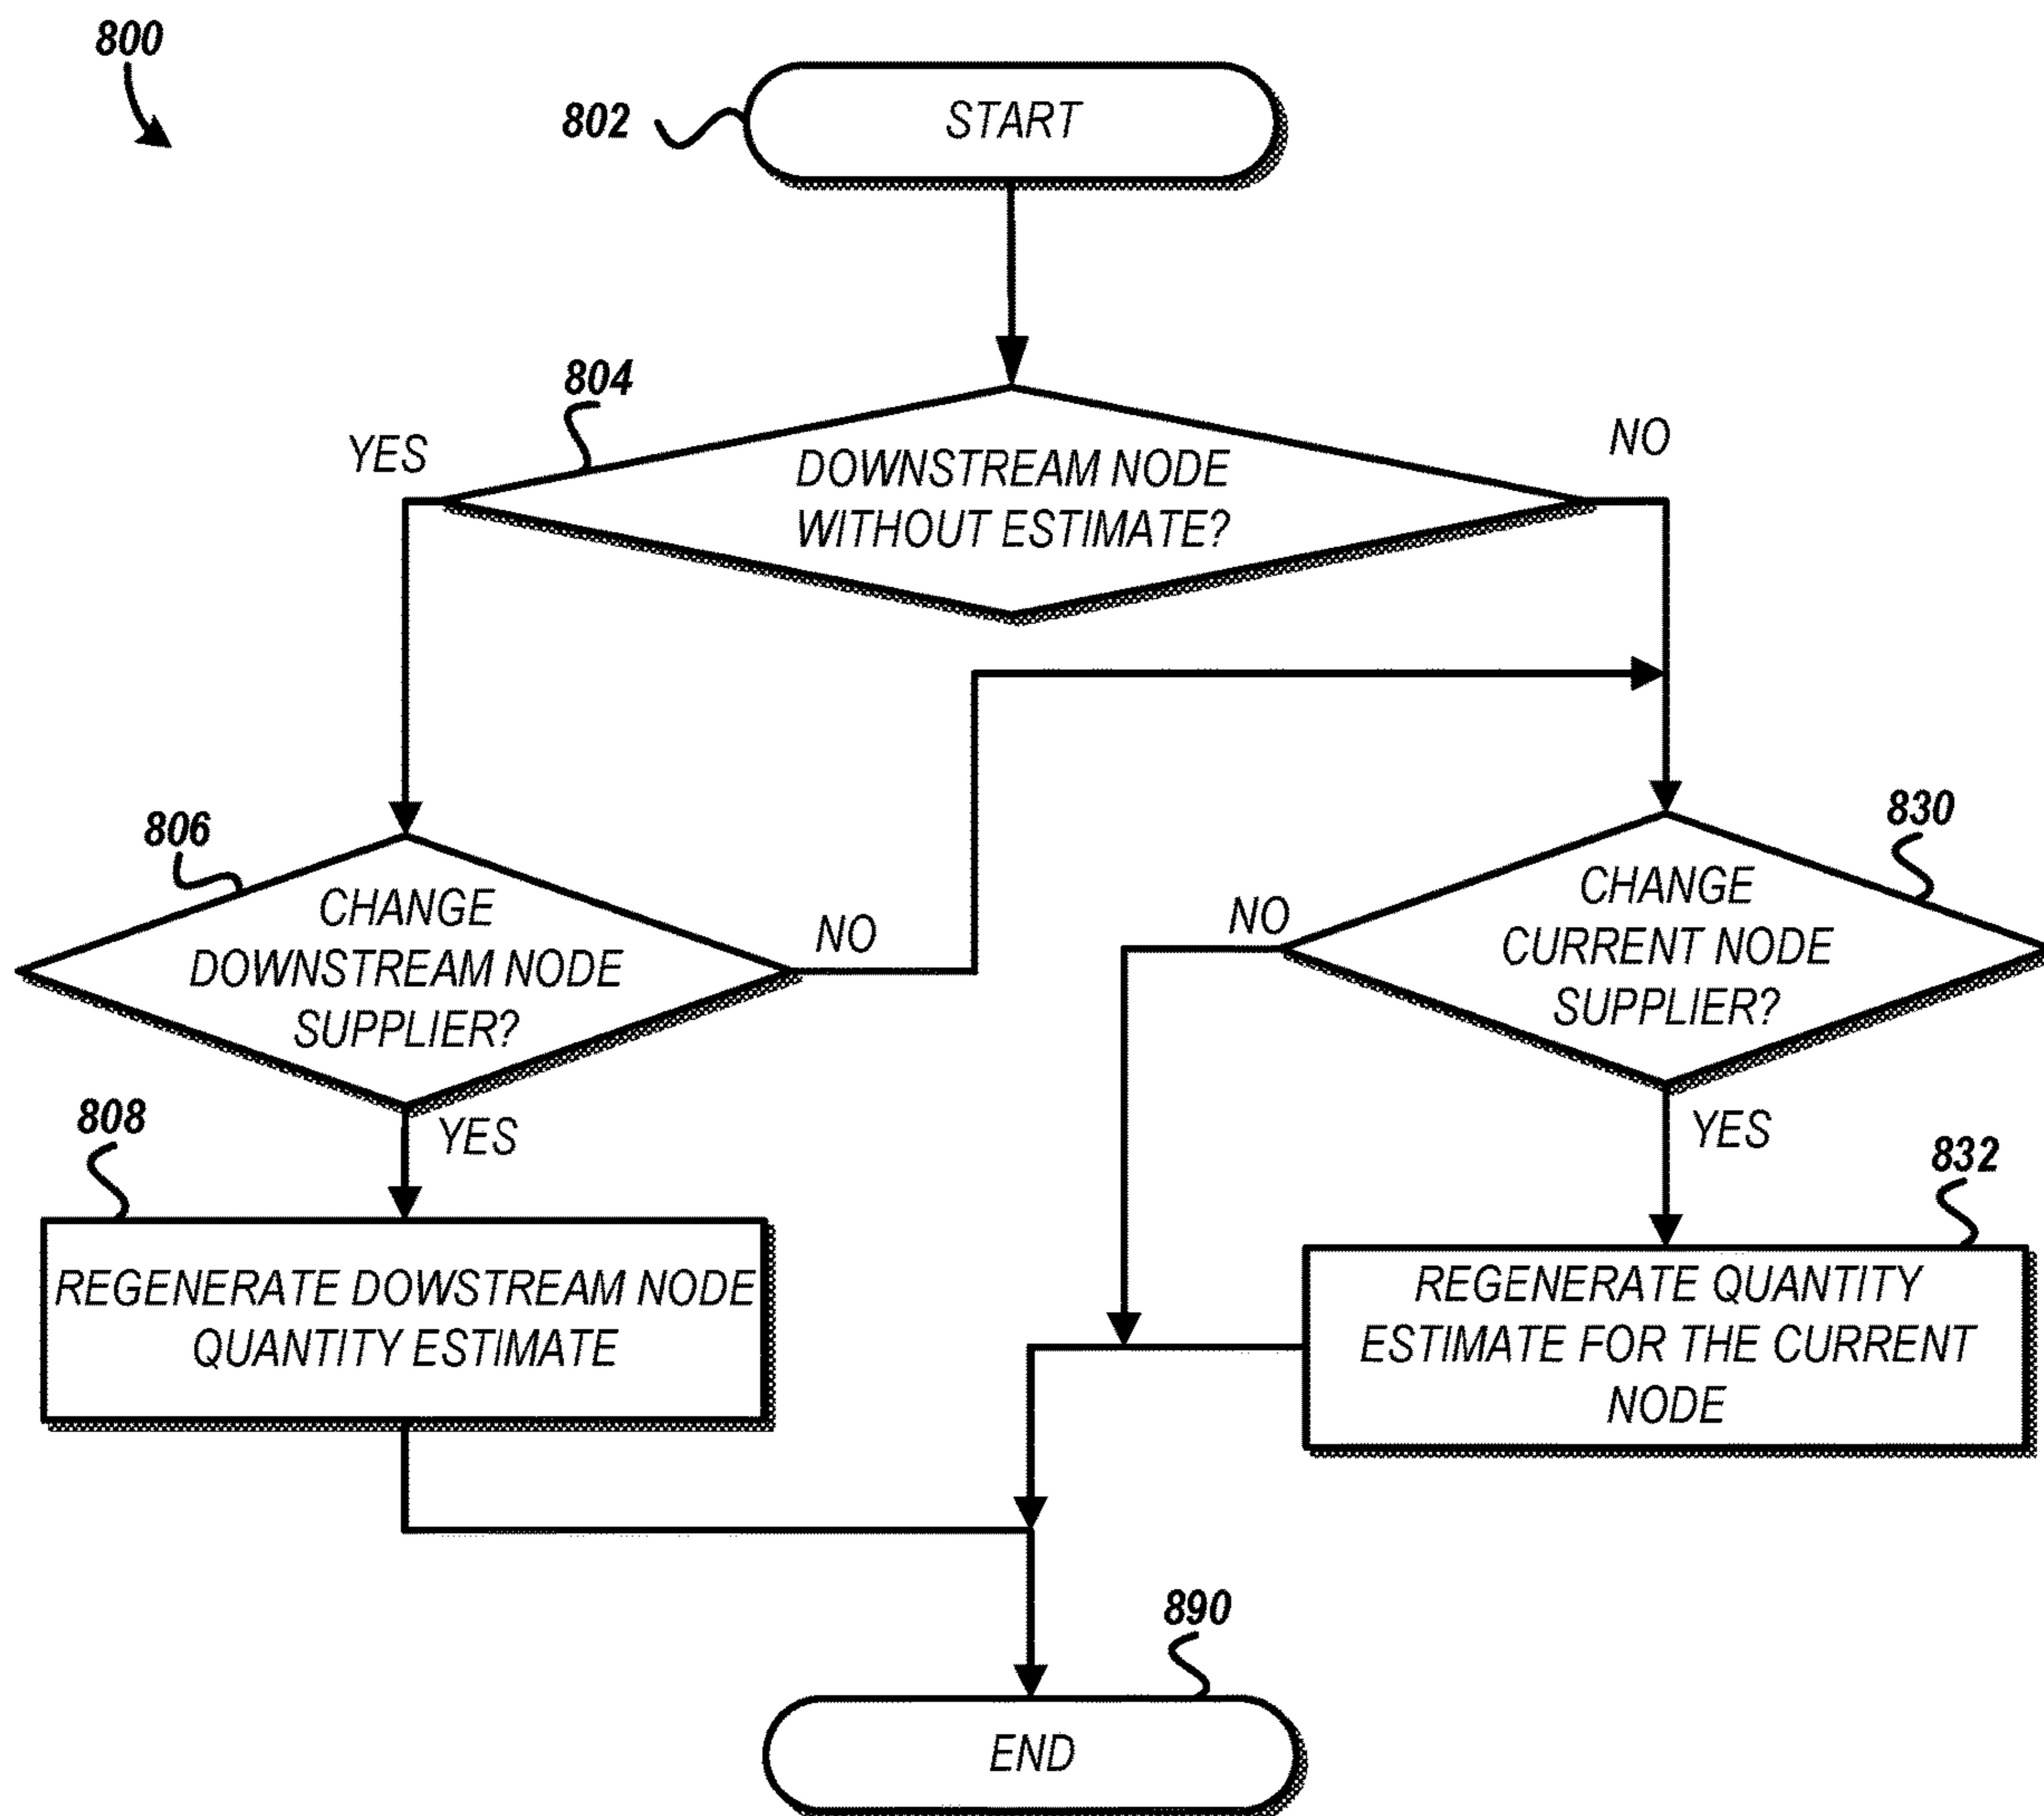 800
802
START
804
YES
DOWNSTREAM NODE
WITHOUT ESTIMATE?
NO
806
CHANGE
DOWNSTREAM NODE
SUPPLIER?
NO
830
NO
CHANGE
CURRENT NODE
SUPPLIER?
808
YES
YES
832
REGENERATE DOWSTREAM NODE
QUANTITY ESTIMATE
REGENERATE QUANTITY
ESTIMATE FOR THE CURRENT
NODE
890
END